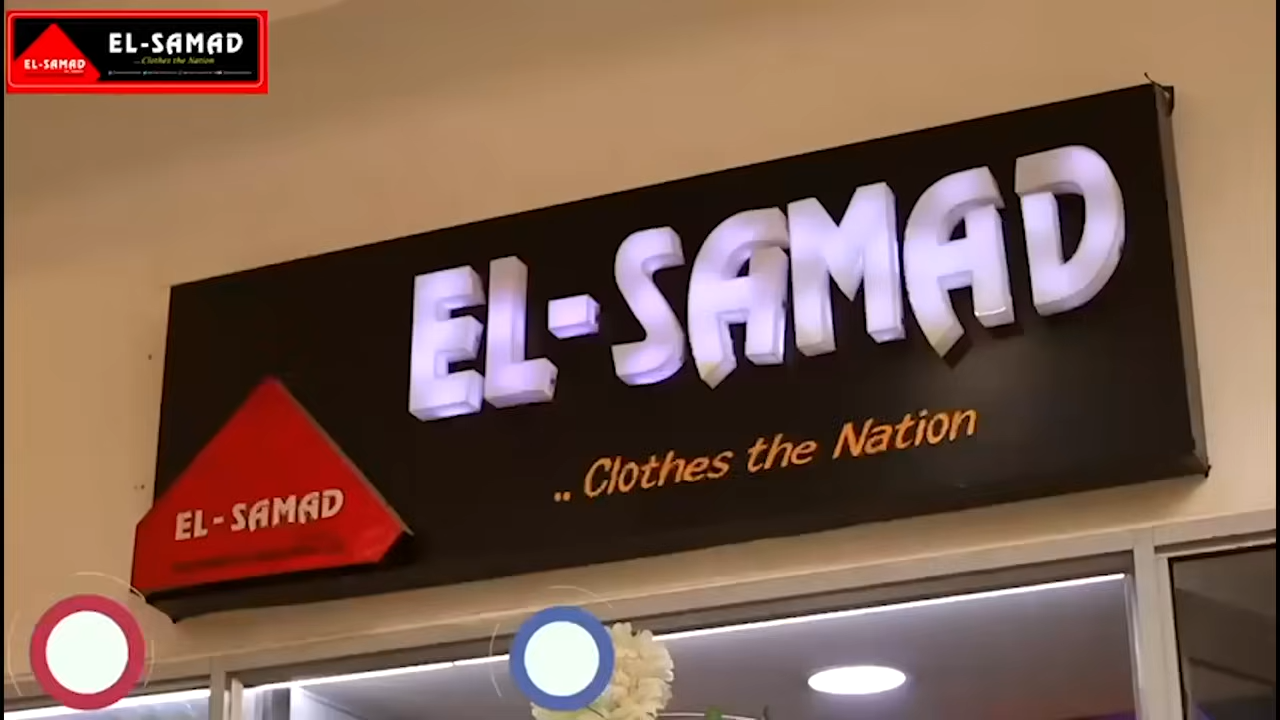 EL-SAMAD
EL-SAMAD
...Clothes the Nation
EL-SAMAD
.. Clothes the Nation
EL-SAMAD